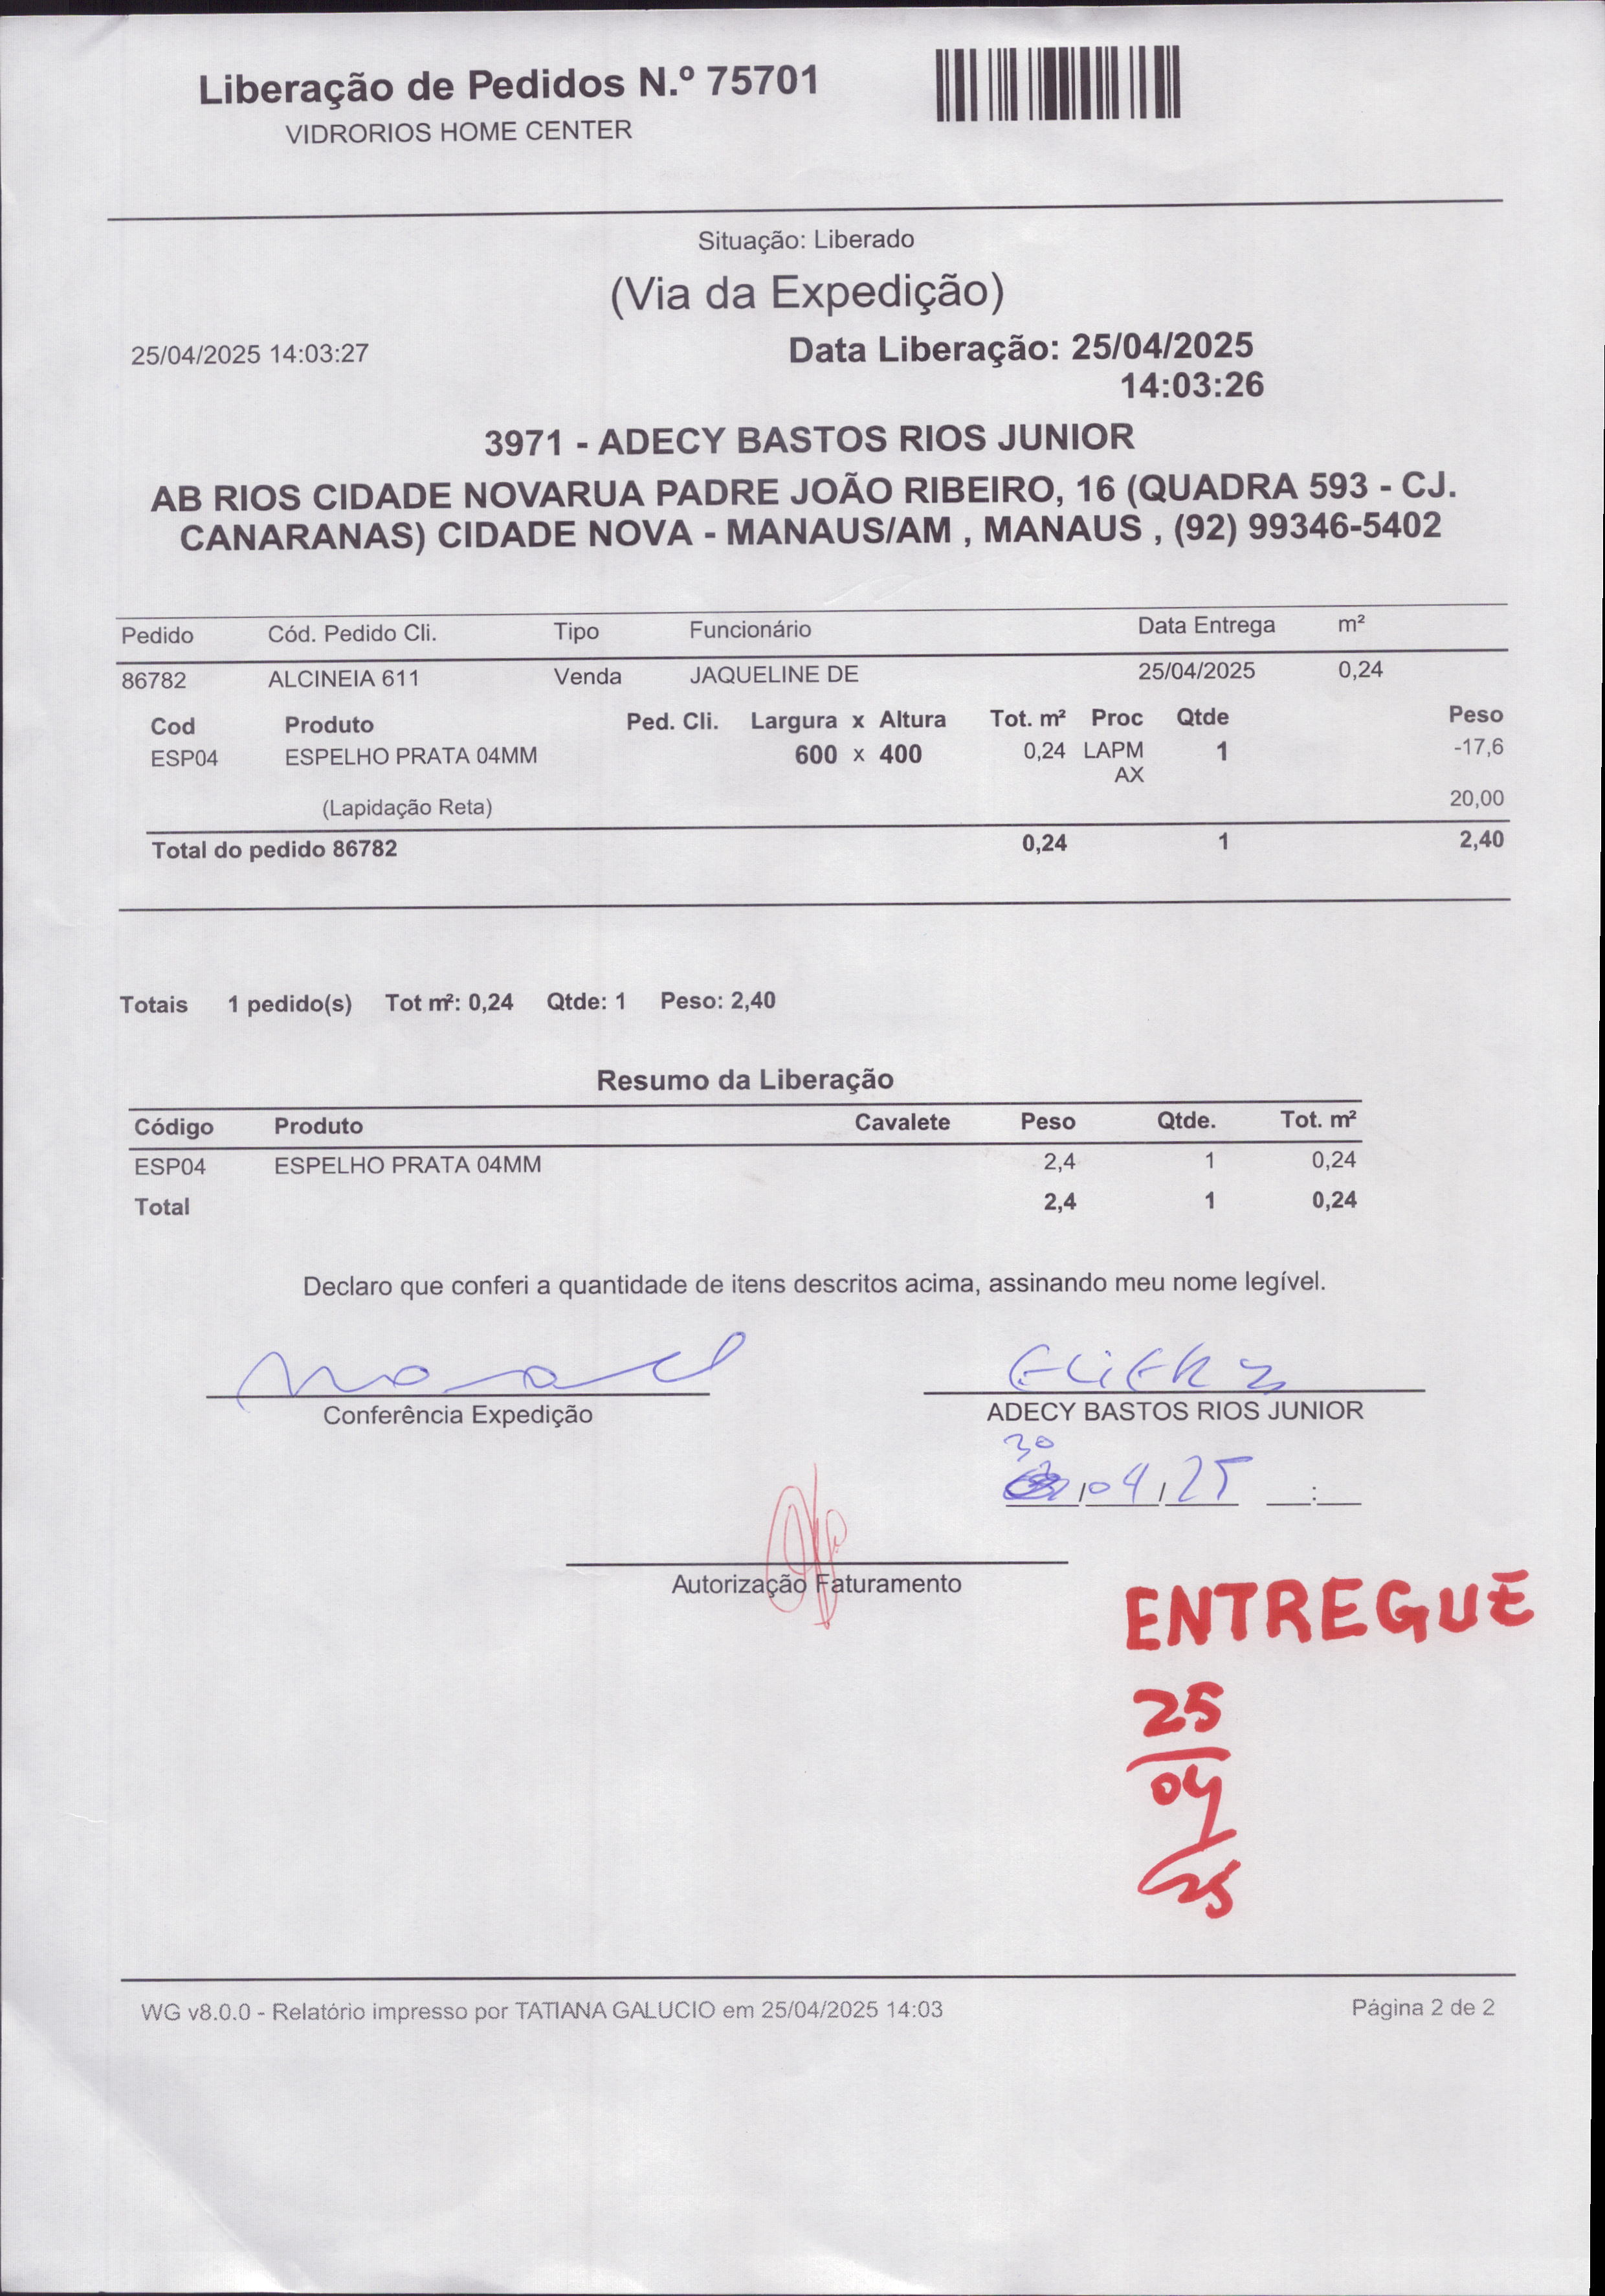 Liberação de Pedidos N.º 75701
VIDRORIOS HOME CENTER
Situação: Liberado
(Via da Expedição)
25/04/2025 14:03:27
Data Liberação: 25/04/2025
14:03:26
3971 - ADECY BASTOS RIOS JUNIOR
AB RIOS CIDADE NOVARUA PADRE JOÃO RIBEIRO, 16 (QUADRA 593 - CJ.
CANARANAS) CIDADE NOVA - MANAUS/AM , MANAUS , (92) 99346-5402
Pedido Cód. Pedido Cli. Tipo Funcionário Data Entrega m²
86782 ALCINEIA 611 Venda JAQUELINE DE 25/04/2025 0,24
Cod Produto Ped. Cli. Largura x Altura Tot. m² Proc Qtde Peso
ESP04 ESPELHO PRATA 04MM 600 x 400 0,24 LAPM 1 -17,6
AX
(Lapidação Reta) 20,00
Total do pedido 86782 0,24 1 2,40
Totais 1 pedido(s) Tot m²: 0,24 Qtde: 1 Peso: 2,40
Resumo da Liberação
Código Produto Cavalete Peso Qtde. Tot. m²
ESP04 ESPELHO PRATA 04MM 2,4 1 0,24
Total 2,4 1 0,24
Declaro que conferi a quantidade de itens descritos acima, assinando meu nome legível.
Conferência Expedição ADECY BASTOS RIOS JUNIOR
30
/04/25 :
Autorização Faturamento
ENTREGUE
25
04
25
WG v8.0.0 - Relatório impresso por TATIANA GALUCIO em 25/04/2025 14:03 Página 2 de 2